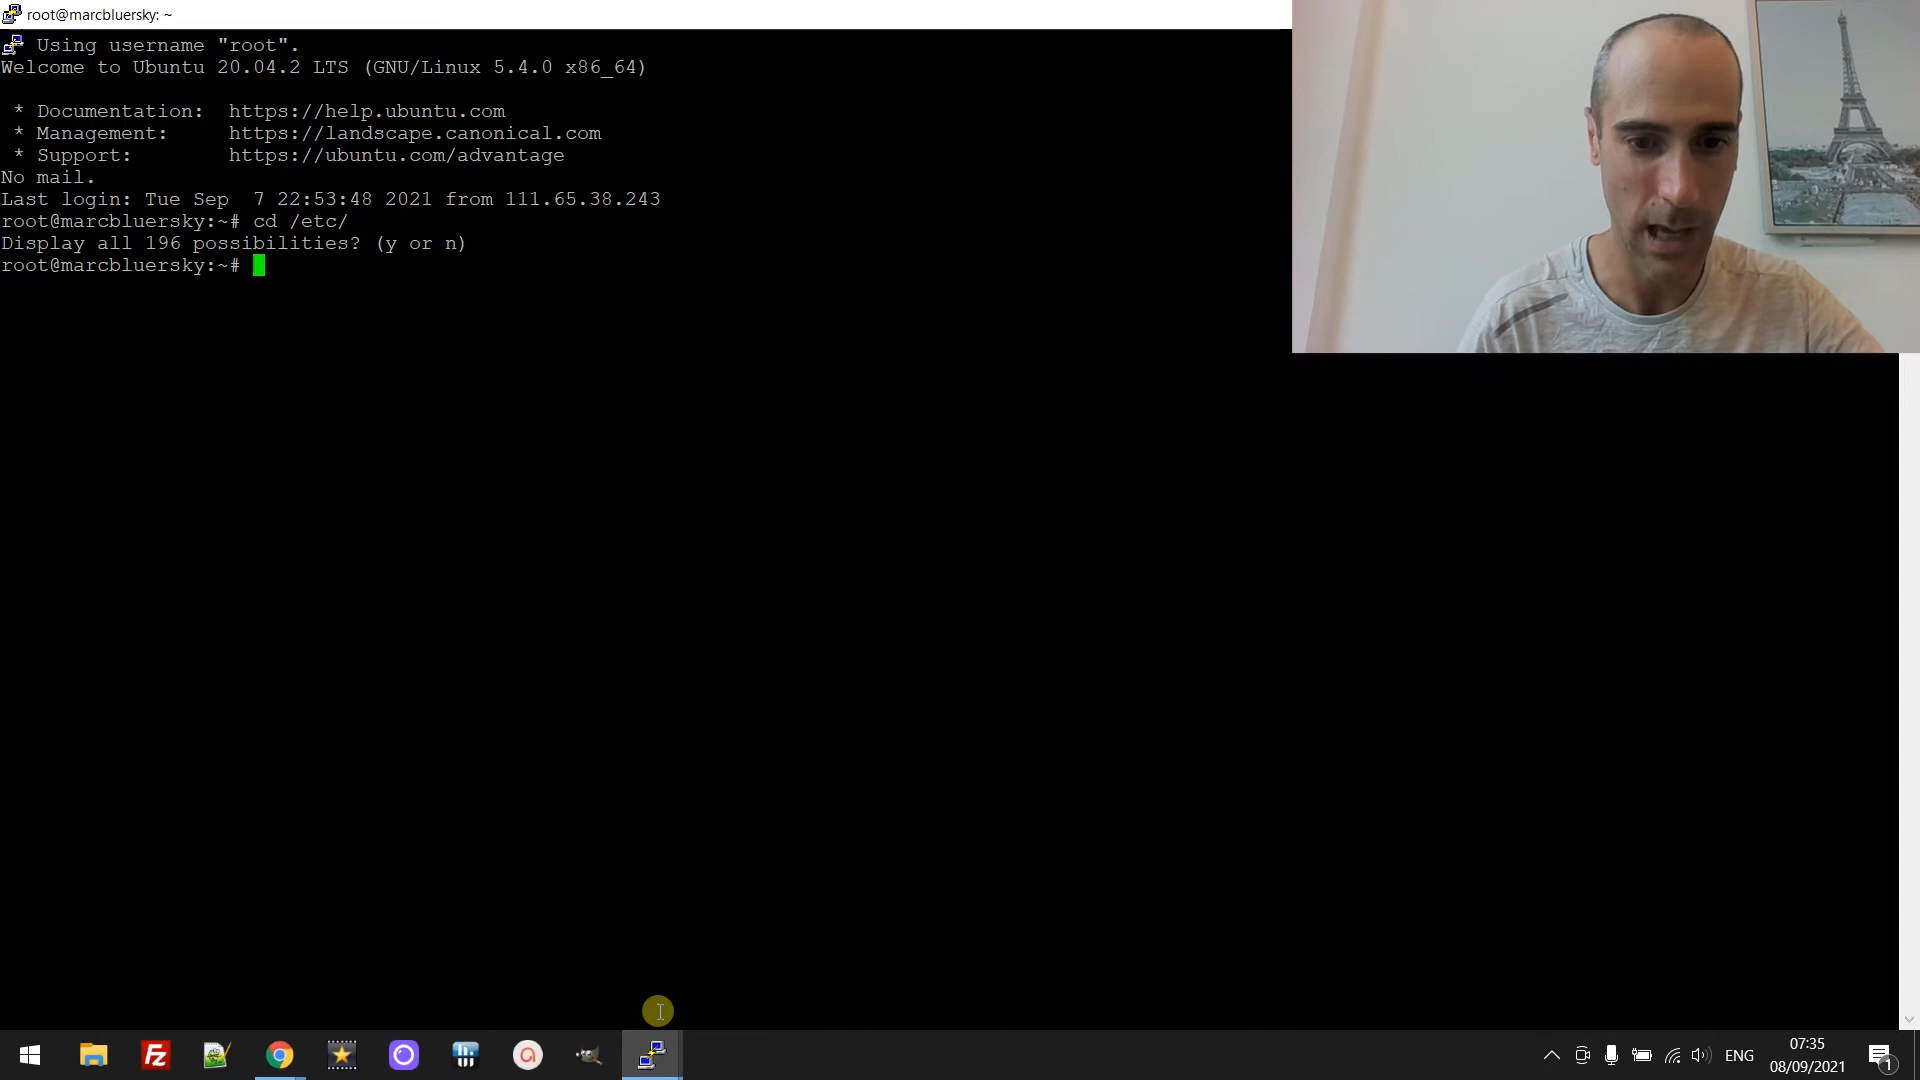 root@marcbluersky: ~
Using username "root".
Welcome to Ubuntu 20.04.2 LTS (GNU/Linux 5.4.0 x86_64)
* Documentation: https://help.ubuntu.com
* Management: https://landscape.canonical.com
* Support: https://ubuntu.com/advantage
No mail.
Last login: Tue Sep  7 22:53:48 2021 from 111.65.38.243
root@marcbluersky:~# cd /etc/
Display all 196 possibilities? (y or n)
root@marcbluersky:~#
Fz
a
ENG
07:35
08/09/2021
1